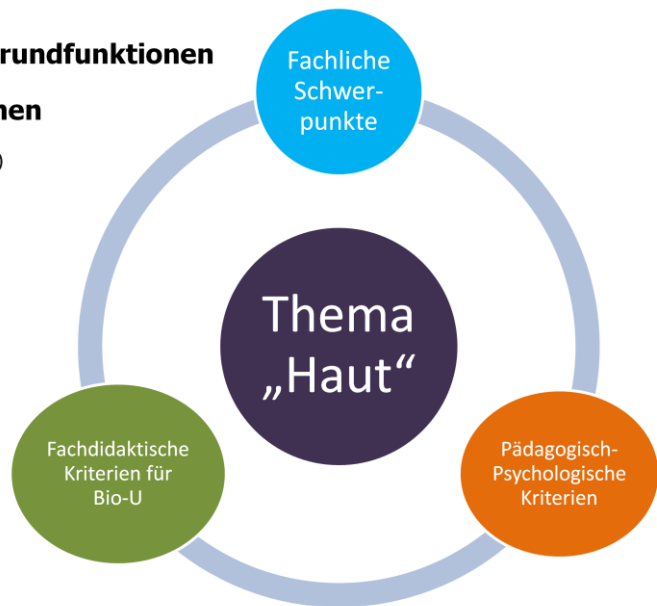 rundfunktionen
nen
)
Fachliche
Schwer-
punkte
Thema
„Haut“
Fachdidaktische
Kriterien für
Bio-U
Pädagogisch-
Psychologische
Kriterien